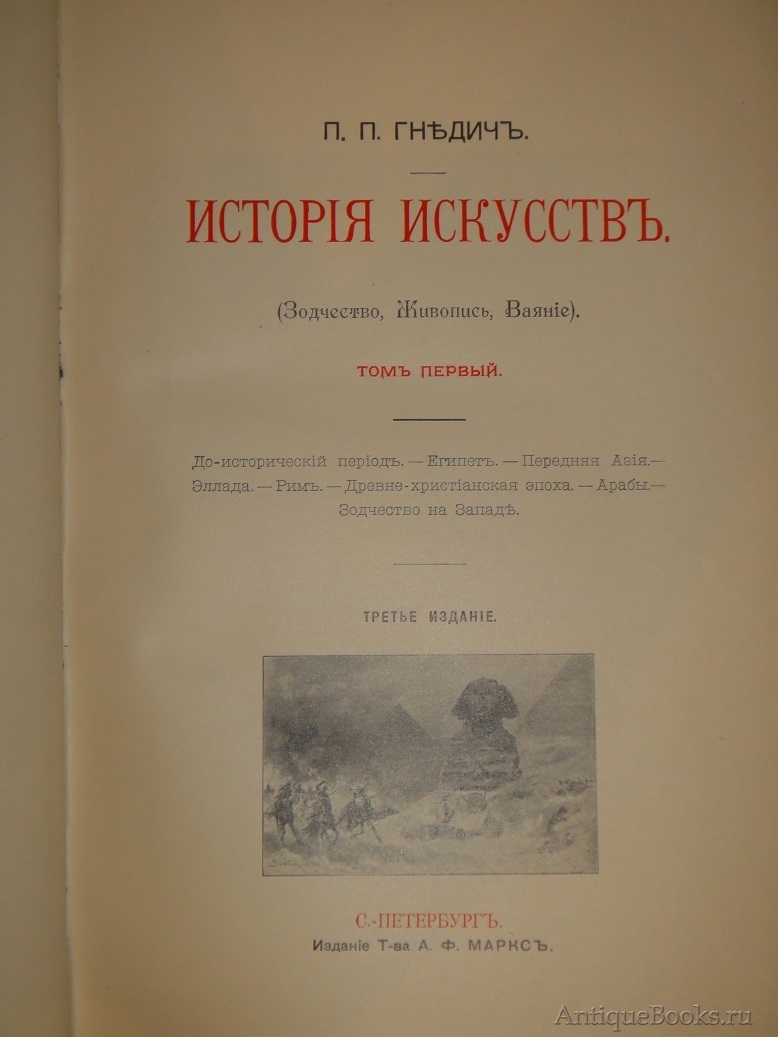 П. П. ГНѢДИЧЪ.
ИСТОРІЯ ИСКУССТВЪ.
(Зодчество, Живопись, Ваяніе).
ТОМЪ ПЕРВЫЙ.
До-историческій періодъ. — Египетъ. — Передняя Азія.—
Эллада. — Римъ. — Древне-христіанская эпоха. — Арабы.—
Зодчество на Западѣ.
ТРЕТЬЕ ИЗДАНІЕ.
С.-ПЕТЕРБУРГЪ.
Изданіе Т-ва А. Ф. МАРКСЪ.
AntiqueBooks.ru